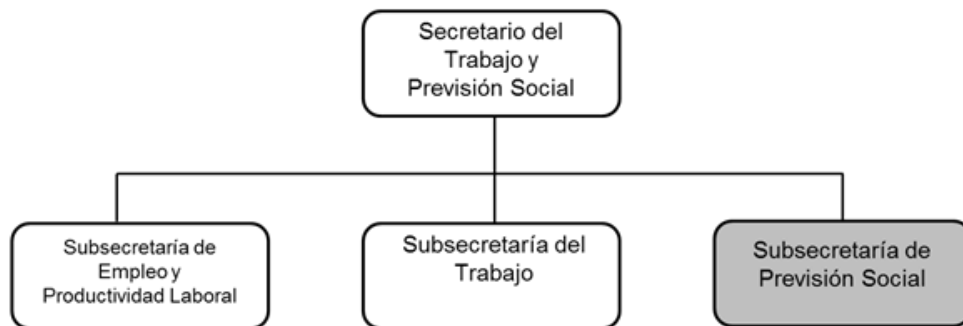 Secretario del
Trabajo y
Previsión Social
Subsecretaría de
Empleo y
Productividad Laboral
Subsecretaría del
Trabajo
Subsecretaría de
Previsión Social